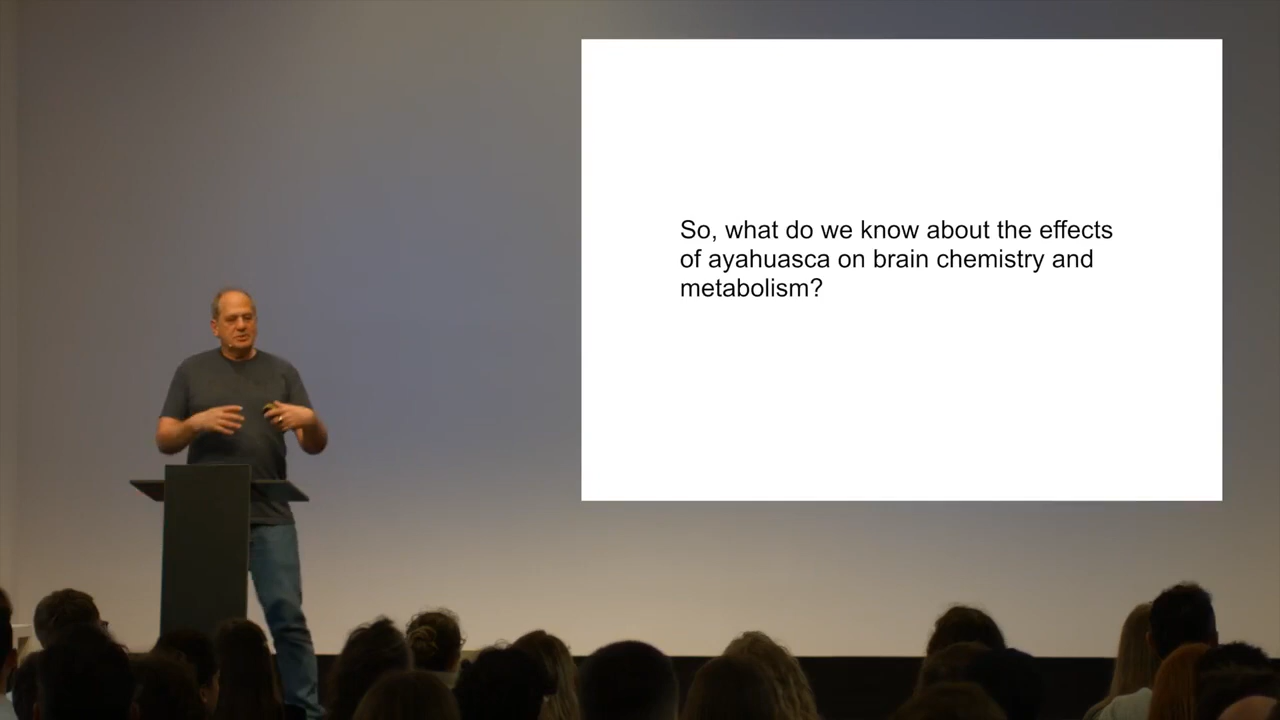 So, what do we know about the effects
of ayahuasca on brain chemistry and
metabolism?